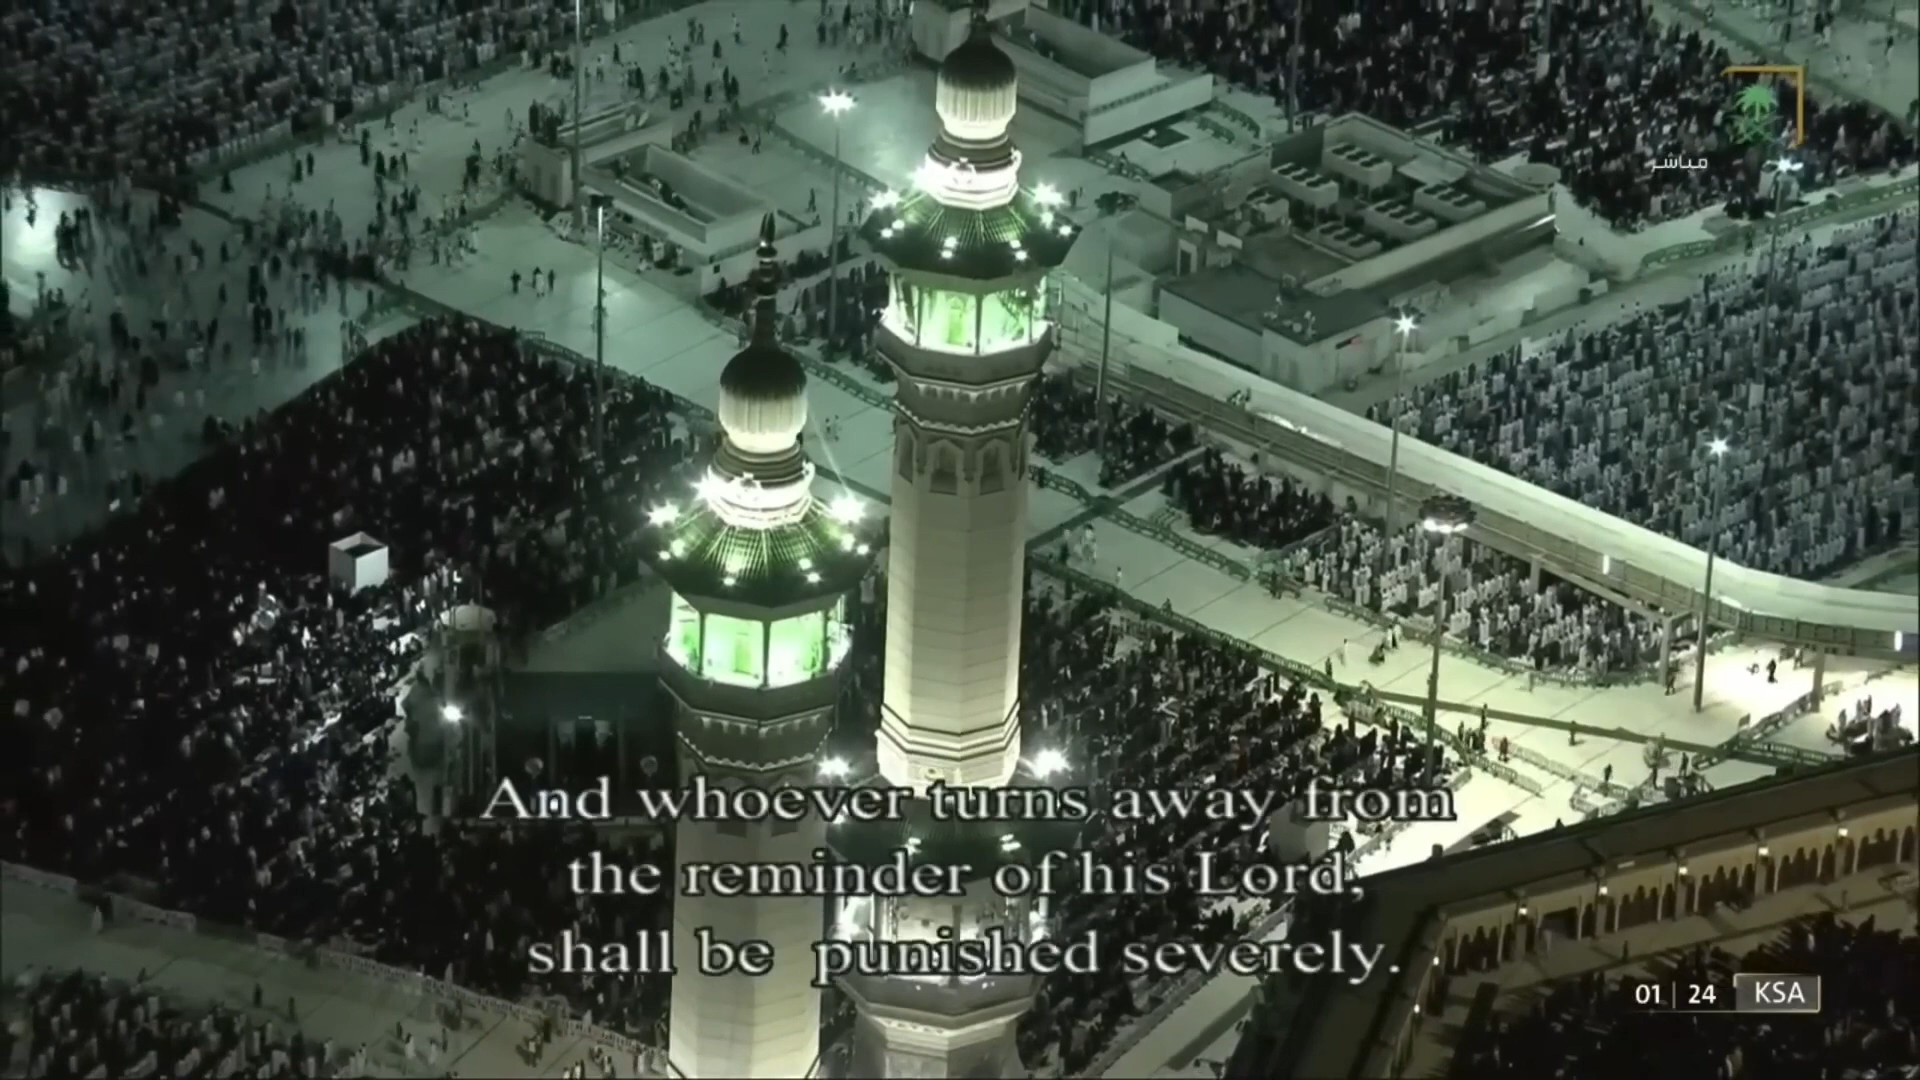 مباشر
And whoever turns away from
the reminder of his Lord,
shall be punished severely.
01 | 24 KSA